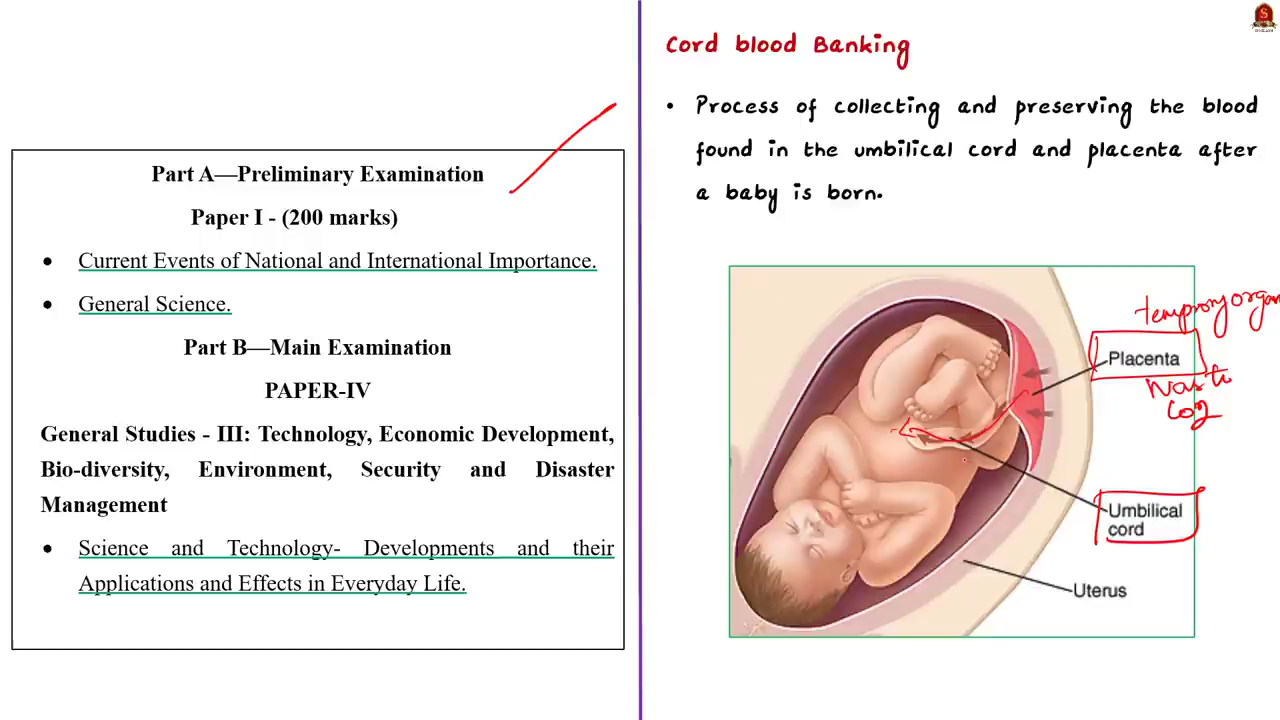 Part A—Preliminary Examination
Paper I - (200 marks)
• Current Events of National and International Importance.
• General Science.
Part B—Main Examination
PAPER-IV
General Studies - III: Technology, Economic Development,
Bio-diversity, Environment, Security and Disaster
Management
• Science and Technology- Developments and their
Applications and Effects in Everyday Life.
Cord blood Banking
• Process of collecting and preserving the blood
found in the umbilical cord and placenta after
a baby is born.
organ
Placenta
Umbilical
cord
Uterus